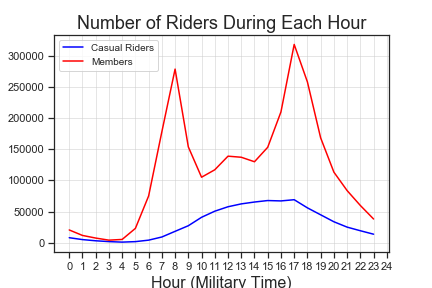 Number of Riders During Each Hour
Casual Riders
Members
300000
250000
200000
150000
100000
50000
0
0 1 2 3 4 5 6 7 8 9 10 11 12 13 14 15 16 17 18 19 20 21 22 23 24
Hour (Military Time)